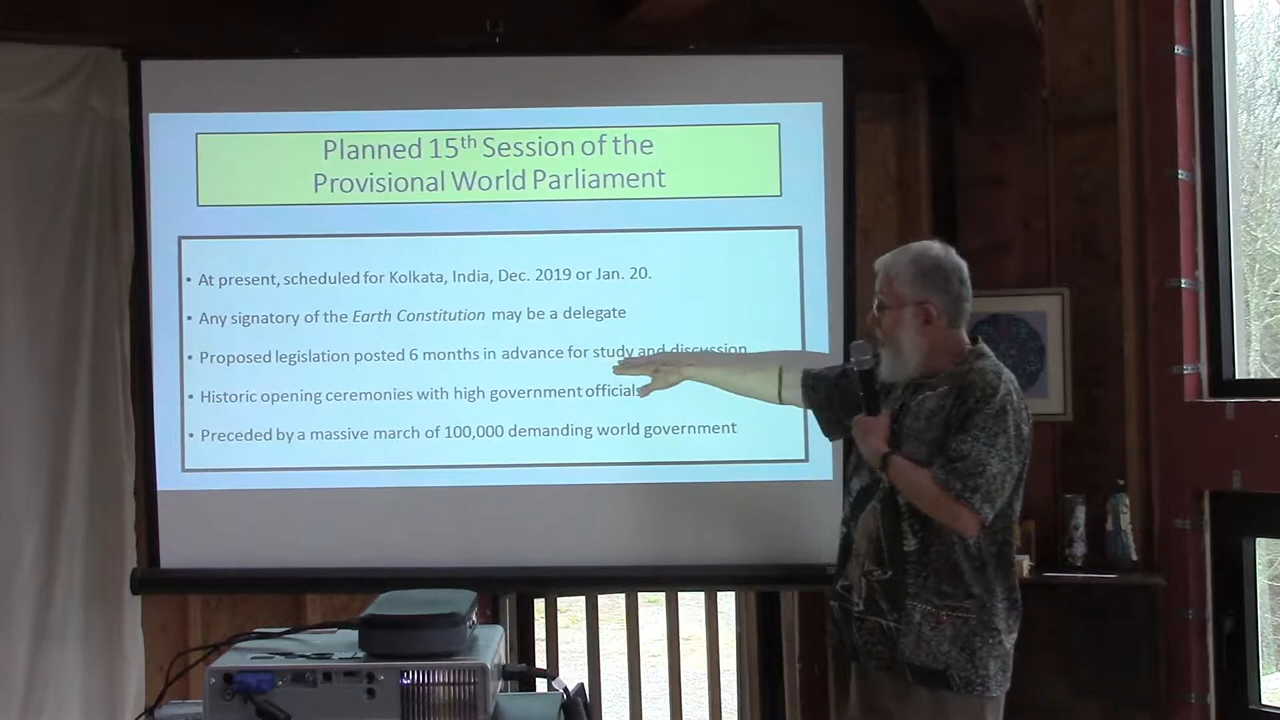 Planned 15th Session of the
Provisional World Parliament
• At present, scheduled for Kolkata, India, Dec. 2019 or Jan. 20.
• Any signatory of the Earth Constitution may be a delegate
• Proposed legislation posted 6 months in advance for study and discussion
• Historic opening ceremonies with high government officials
• Preceded by a massive march of 100,000 demanding world government